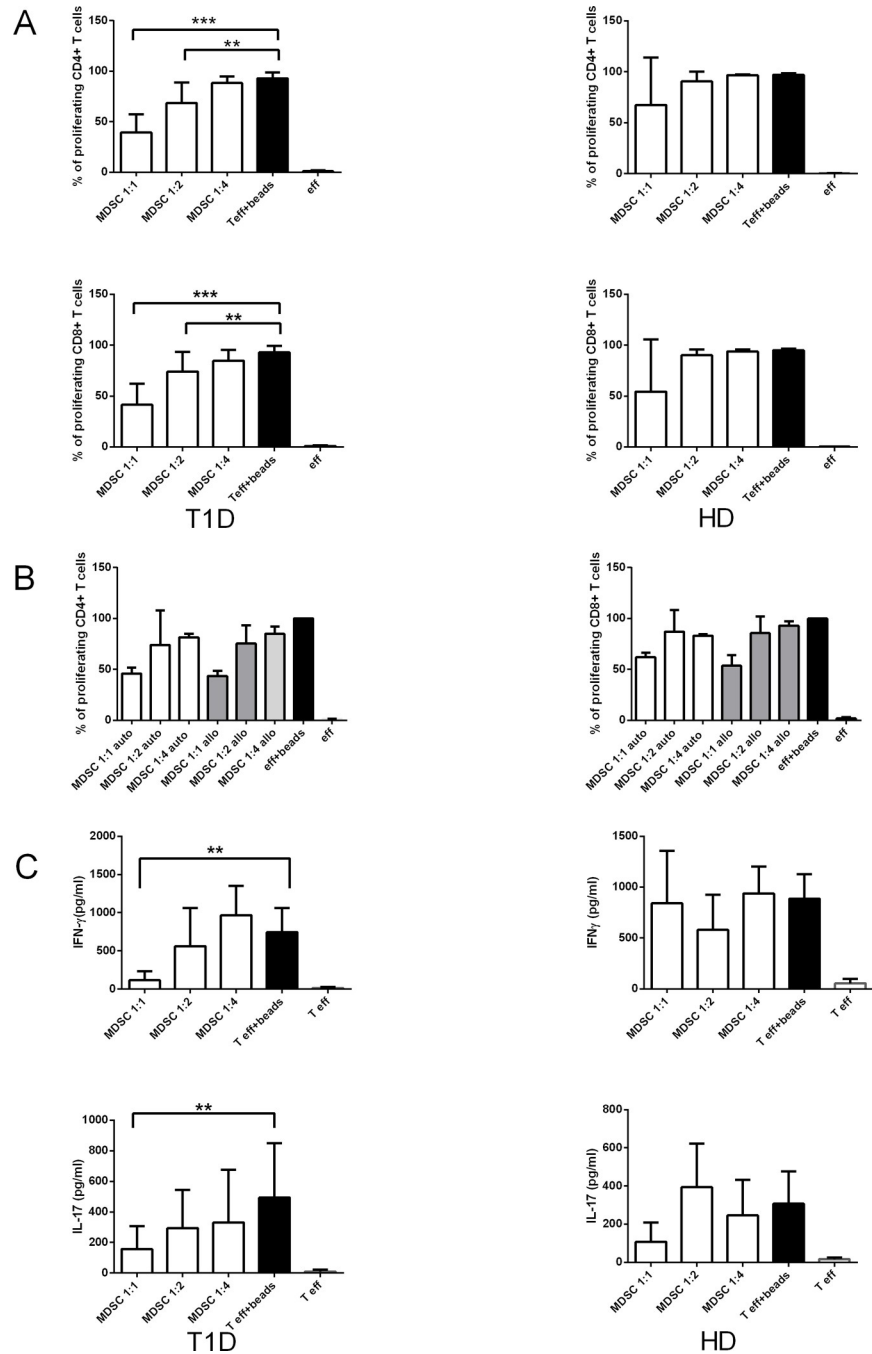 A
% of proliferating CD4+ T cells
150
100
50
0
***
**
MDSC 1:1
MDSC 1:2
MDSC 1:4
Teff+beads
eff
% of proliferating CD4+ T cells
150
100
50
0
MDSC 1:1
MDSC 1:2
MDSC 1:4
Teff+beads
eff
% of proliferating CD8+ T cells
150
100
50
0
***
**
MDSC 1:1
MDSC 1:2
MDSC 1:4
Teff+beads
eff
T1D
% of proliferating CD8+ T cells
150
100
50
0
MDSC 1:1
MDSC 1:2
MDSC 1:4
Teff+beads
eff
HD
B
% of proliferating CD4+ T cells
150
100
50
0
MDSC 1:1 auto
MDSC 1:2 auto
MDSC 1:4 auto
MDSC 1:1 allo
MDSC 1:2 allo
MDSC 1:4 allo
eff+beads
eff
% of proliferating CD8+ T cells
150
100
50
0
MDSC 1:1 auto
MDSC 1:2 auto
MDSC 1:4 auto
MDSC 1:1 allo
MDSC 1:2 allo
MDSC 1:4 allo
eff+beads
eff
C
IFN-γ(pg/ml)
2000
1500
1000
500
0
**
MDSC 1:1
MDSC 1:2
MDSC 1:4
T eff+beads
T eff
IFNγ (pg/ml)
1500
1000
500
0
MDSC 1:1
MDSC 1:2
MDSC 1:4
T eff+beads
T eff
IL-17 (pg/ml)
1000
800
600
400
200
0
**
MDSC 1:1
MDSC 1:2
MDSC 1:4
T eff+beads
T eff
T1D
IL-17 (pg/ml)
800
600
400
200
0
MDSC 1:1
MDSC 1:2
MDSC 1:4
T eff+beads
T eff
HD